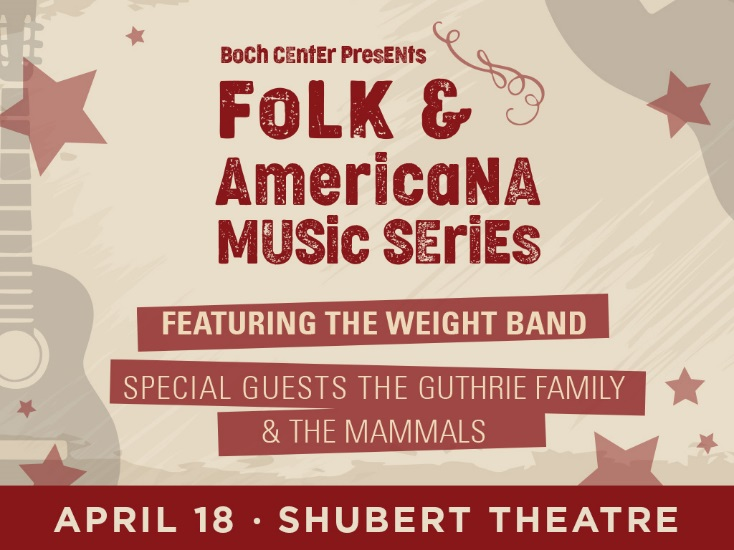 BoCh CEntEr PresENts
FoLK &
AmericaNA
MUSic SEriEs
FEATURING THE WEIGHT BAND
SPECIAL GUESTS THE GUTHRIE FAMILY
& THE MAMMALS
APRIL 18 · SHUBERT THEATRE